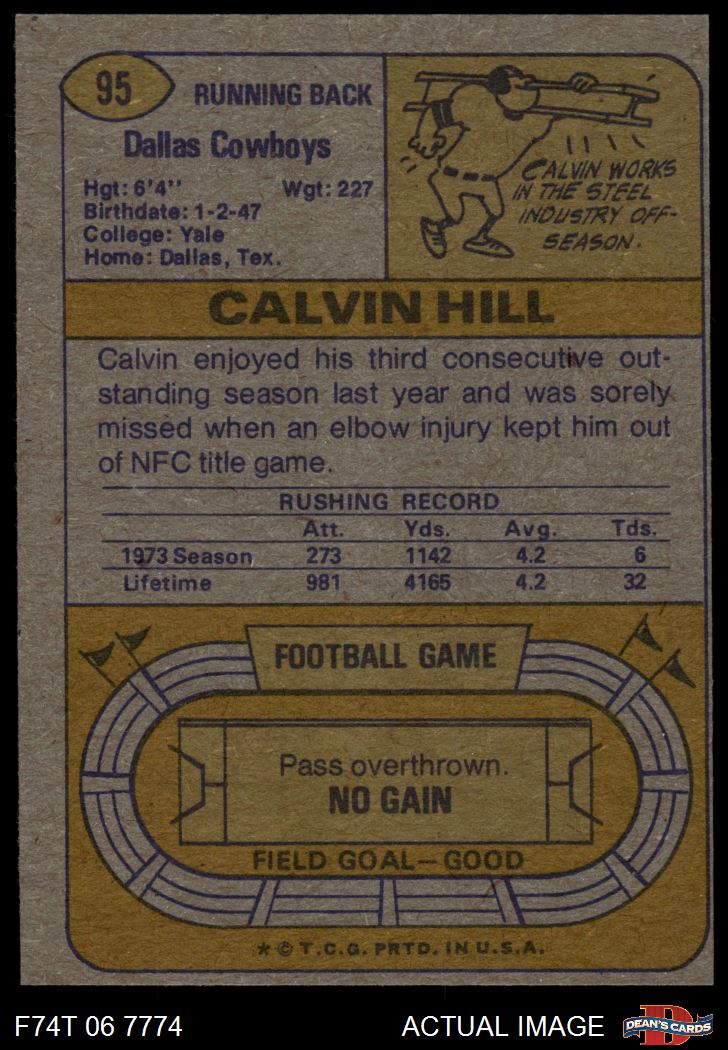 95
RUNNING BACK
Dallas Cowboys
Hgt: 6'4" Wgt: 227
Birthdate: 1-2-47
College: Yale
Home: Dallas, Tex.
CALVIN WORKS
IN THE STEEL
INDUSTRY OFF-
SEASON.
CALVIN HILL
Calvin enjoyed his third consecutive out-
standing season last year and was sorely
missed when an elbow injury kept him out
of NFC title game.
RUSHING RECORD
Att. Yds. Avg. Tds.
1973 Season 273 1142 4.2 6
Lifetime 981 4165 4.2 32
FOOTBALL GAME
Pass overthrown.
NO GAIN
FIELD GOAL—GOOD
* © T.C.G. PRTD. IN U.S.A.
F74T 06 7774 ACTUAL IMAGE
D
DEAN'S CARDS